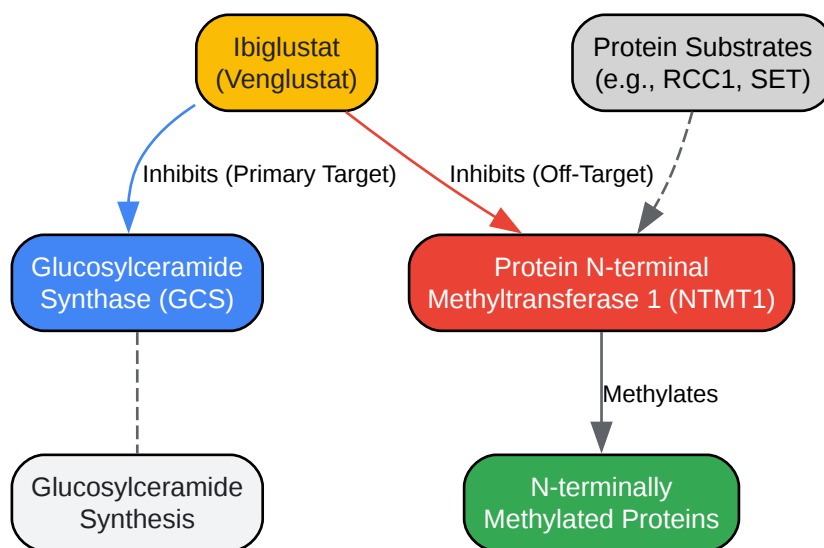 Ibiglustat
(Venglustat)
Protein Substrates
(e.g., RCC1, SET)
Inhibits (Primary Target)
Inhibits (Off-Target)
Glucosylceramide
Synthase (GCS)
Protein N-terminal
Methyltransferase 1 (NTMT1)
Methylates
Glucosylceramide
Synthesis
N-terminally
Methylated Proteins